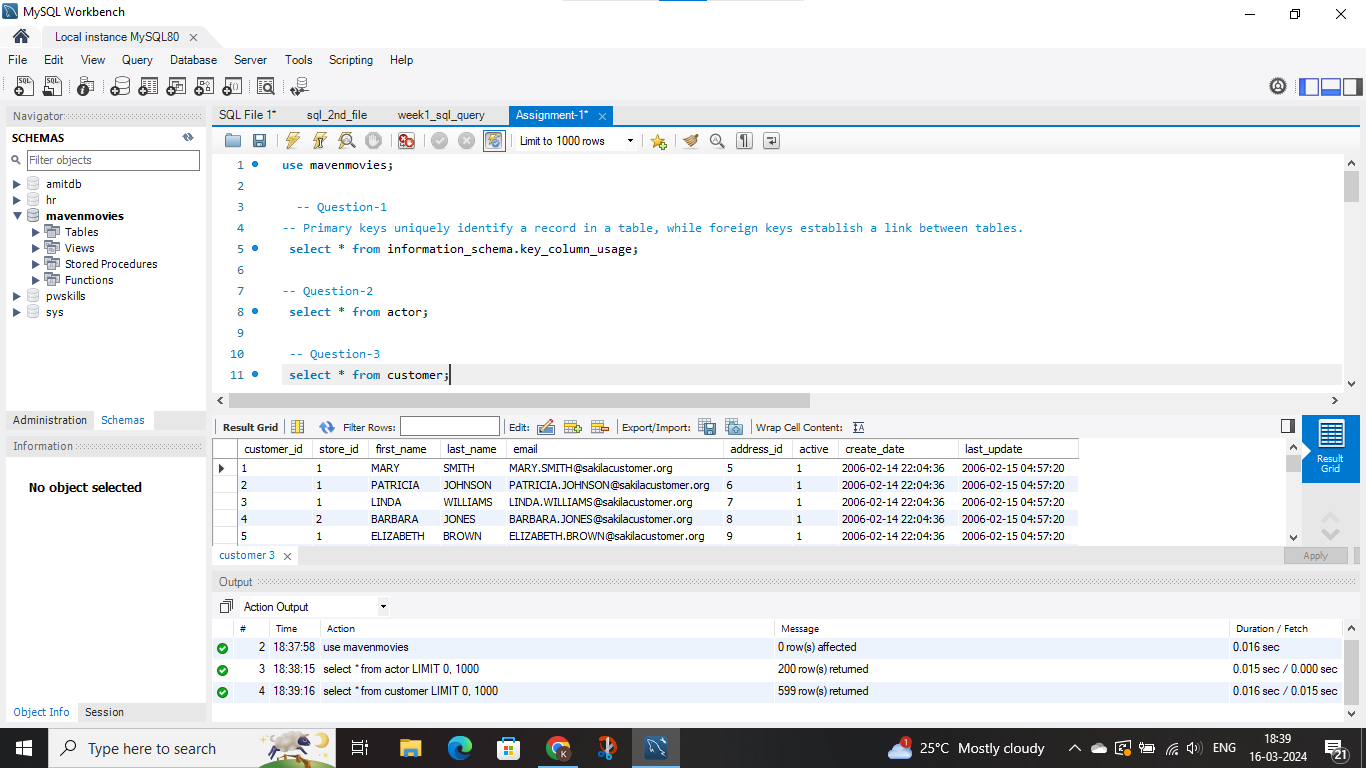 MySQL Workbench
Local instance MySQL80
File Edit View Query Database Server Tools Scripting Help
Navigator
SCHEMAS
Filter objects
amitdb
hr
mavenmovies
Tables
Views
Stored Procedures
Functions
pwskills
sys
Administration Schemas
Information
No object selected
Object Info Session
SQL File 1* sql_2nd_file week1_sql_query Assignment-1*
Limit to 1000 rows
1 use mavenmovies;
2
3 -- Question-1
4 -- Primary keys uniquely identify a record in a table, while foreign keys establish a link between tables.
5 select * from information_schema.key_column_usage;
6
7 -- Question-2
8 select * from actor;
9
10 -- Question-3
11 select * from customer;
Result Grid Filter Rows: Edit: Export/Import: Wrap Cell Content:
customer_id store_id first_name last_name email address_id active create_date last_update
1 1 MARY SMITH MARY.SMITH@sakilacustomer.org 5 1 2006-02-14 22:04:36 2006-02-15 04:57:20
2 1 PATRICIA JOHNSON PATRICIA.JOHNSON@sakilacustomer.org 6 1 2006-02-14 22:04:36 2006-02-15 04:57:20
3 1 LINDA WILLIAMS LINDA.WILLIAMS@sakilacustomer.org 7 1 2006-02-14 22:04:36 2006-02-15 04:57:20
4 2 BARBARA JONES BARBARA.JONES@sakilacustomer.org 8 1 2006-02-14 22:04:36 2006-02-15 04:57:20
5 1 ELIZABETH BROWN ELIZABETH.BROWN@sakilacustomer.org 9 1 2006-02-14 22:04:36 2006-02-15 04:57:20
Result
Grid
customer 3
Apply
Output
Action Output
# Time Action Message Duration / Fetch
2 18:37:58 use mavenmovies 0 row(s) affected 0.016 sec
3 18:38:15 select * from actor LIMIT 0, 1000 200 row(s) returned 0.015 sec / 0.000 sec
4 18:39:16 select * from customer LIMIT 0, 1000 599 row(s) returned 0.016 sec / 0.015 sec
Type here to search
K
1
25°C Mostly cloudy
ENG
18:39
16-03-2024
21